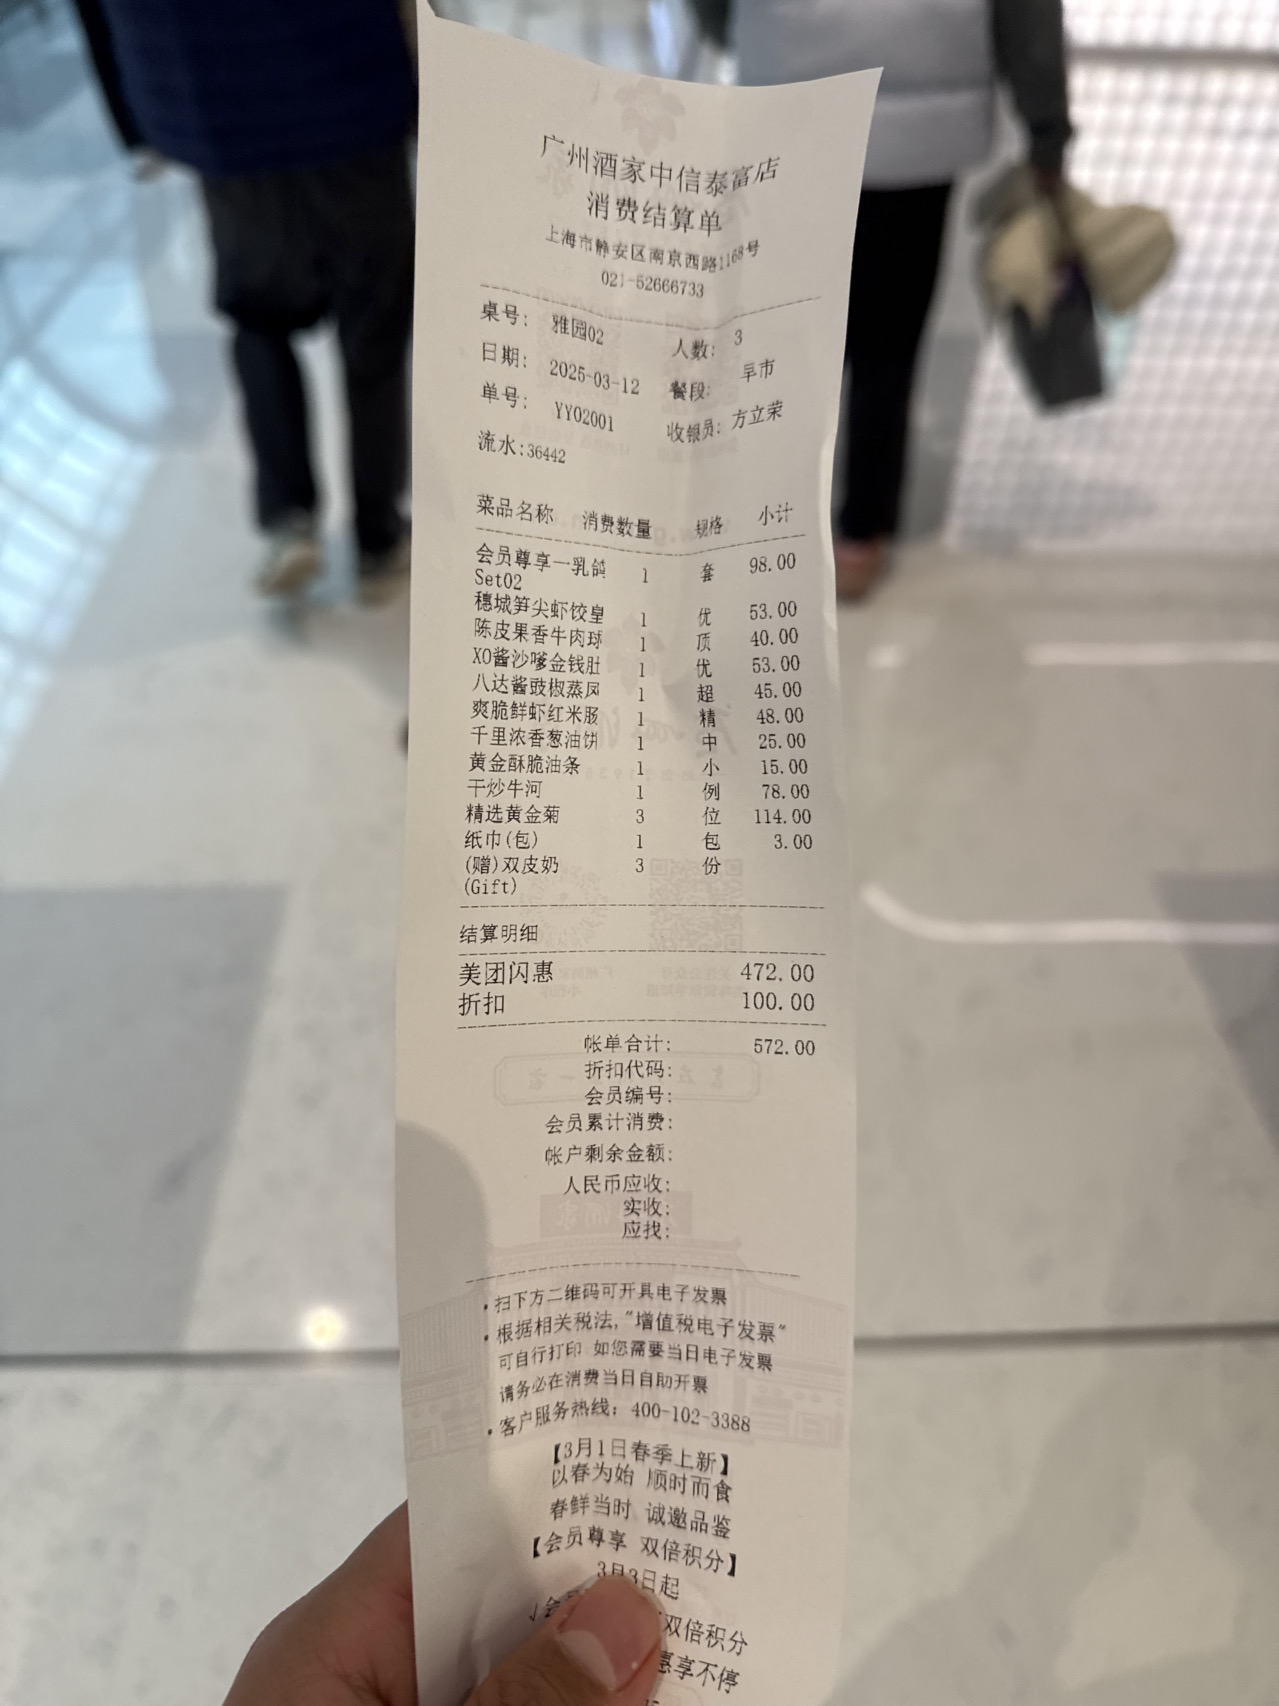 广州酒家中信泰富店
消费结算单
上海市静安区南京西路1168号
021-52666733
桌号: 雅园02 人数: 3
日期: 2025-03-12 餐段: 早市
单号: YY02001 收银员: 方立荣
流水:36442
菜品名称 消费数量 规格 小计
会员尊享一乳鸽 1 套 98.00
Set02
穗城笋尖虾饺皇 1 优 53.00
陈皮果香牛肉球 1 顶 40.00
XO酱沙嗲金钱肚 1 优 53.00
八达酱豉椒蒸凤 1 超 45.00
爽脆鲜虾红米肠 1 精 48.00
千里浓香葱油饼 1 中 25.00
黄金酥脆油条 1 小 15.00
干炒牛河 1 例 78.00
精选黄金菊 3 位 114.00
纸巾(包) 1 包 3.00
(赠)双皮奶 3 份
(Gift)
结算明细
美团闪惠 472.00
折扣 100.00
帐单合计: 572.00
折扣代码:
会员编号:
会员累计消费:
帐户剩余金额:
人民币应收:
实收:
应找:
·扫下方二维码可开具电子发票
·根据相关税法,"增值税电子发票"
可自行打印 如您需要当日电子发票
请务必在消费当日自助开票
·客户服务热线: 400-102-3388
【3月1日春季上新】
以春为始 顺时而食
春鲜当时 诚邀品鉴
【会员尊享 双倍积分】
3月3日起
双倍积分
惠享不停